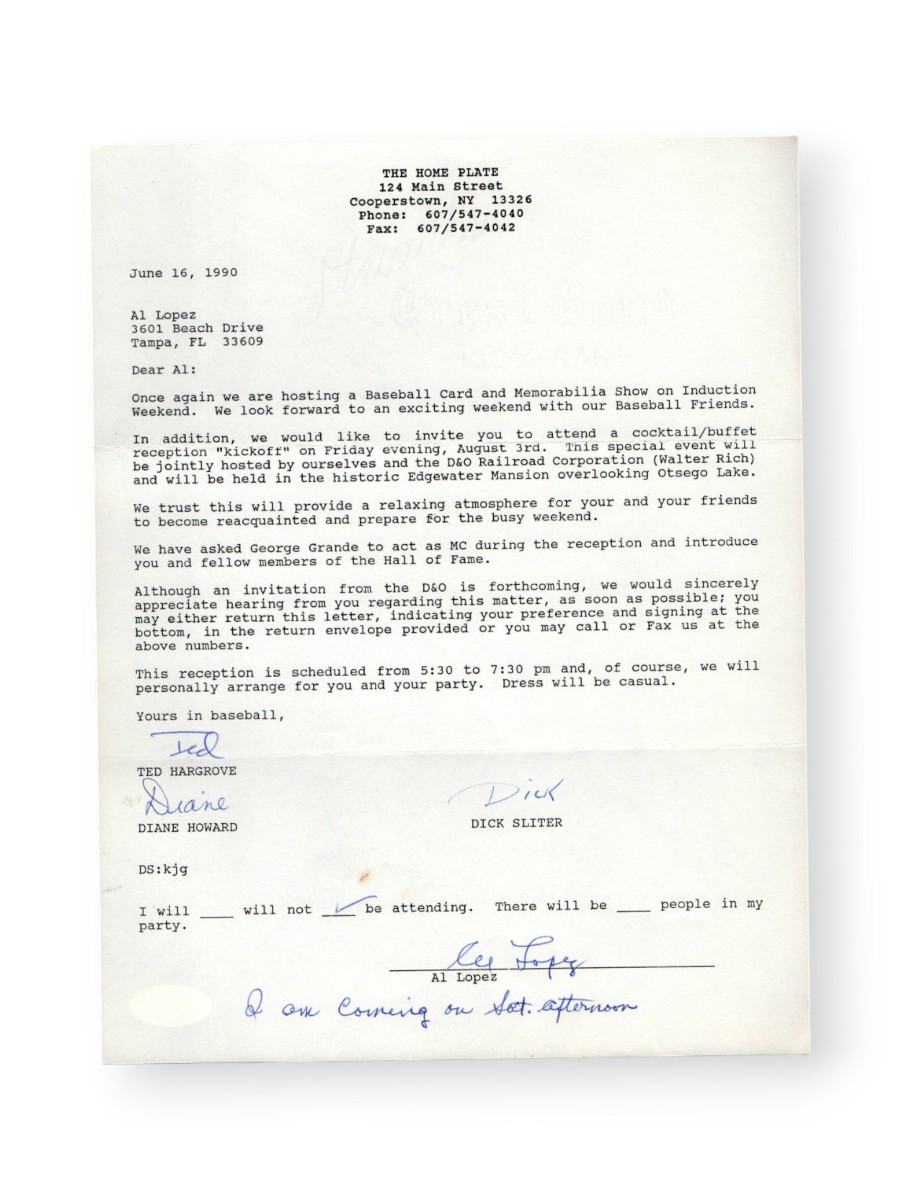 THE HOME PLATE
124 Main Street
Cooperstown, NY 13326
Phone: 607/547-4040
Fax: 607/547-4042
June 16, 1990
Al Lopez
3601 Beach Drive
Tampa, FL 33609
Dear Al:
Once again we are hosting a Baseball Card and Memorabilia Show on Induction
Weekend. We look forward to an exciting weekend with our Baseball Friends.
In addition, we would like to invite you to attend a cocktail/buffet
reception "kickoff" on Friday evening, August 3rd. This special event will
be jointly hosted by ourselves and the D&O Railroad Corporation (Walter Rich)
and will be held in the historic Edgewater Mansion overlooking Otsego Lake.
We trust this will provide a relaxing atmosphere for your and your friends
to become reacquainted and prepare for the busy weekend.
We have asked George Grande to act as MC during the reception and introduce
you and fellow members of the Hall of Fame.
Although an invitation from the D&O is forthcoming, we would sincerely
appreciate hearing from you regarding this matter, as soon as possible; you
may either return this letter, indicating your preference and signing at the
bottom, in the return envelope provided or you may call or Fax us at the
above numbers.
This reception is scheduled from 5:30 to 7:30 pm and, of course, we will
personally arrange for you and your party. Dress will be casual.
Yours in baseball,
Ted
TED HARGROVE
Duane Dick
DIANE HOWARD DICK SLITER
DS:kjg
I will ____ will not _✓_ be attending. There will be ____ people in my
party.
Al Lopez
Al Lopez
I am Coming on Sat. afternoon